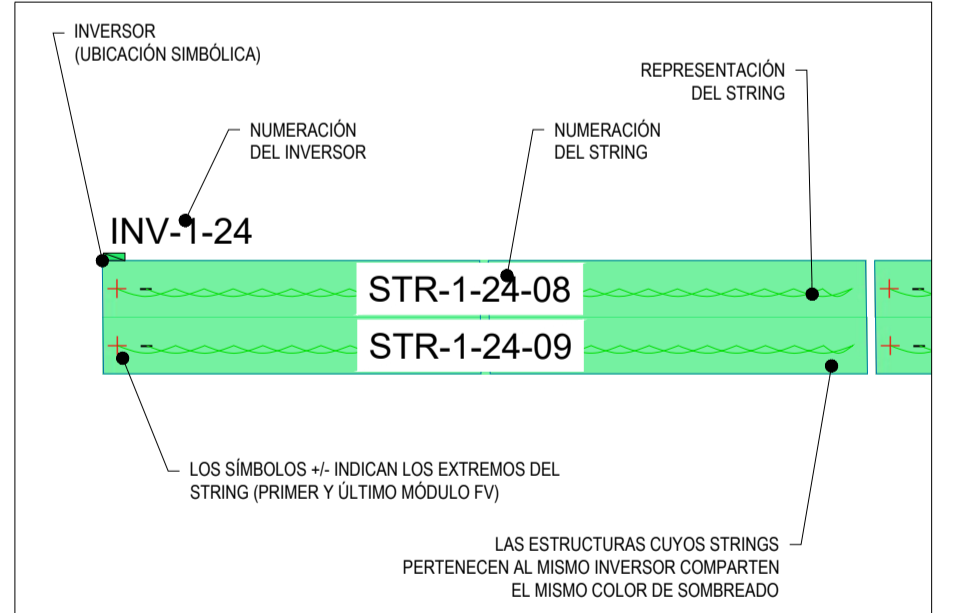 INVERSOR
(UBICACIÓN SIMBÓLICA)
REPRESENTACIÓN
DEL STRING
NUMERACIÓN
DEL INVERSOR
NUMERACIÓN
DEL STRING
INV-1-24
+ - STR-1-24-08 + -
+ - STR-1-24-09 + -
LOS SÍMBOLOS +/- INDICAN LOS EXTREMOS DEL
STRING (PRIMER Y ÚLTIMO MÓDULO FV)
LAS ESTRUCTURAS CUYOS STRINGS
PERTENECEN AL MISMO INVERSOR COMPARTEN
EL MISMO COLOR DE SOMBREADO